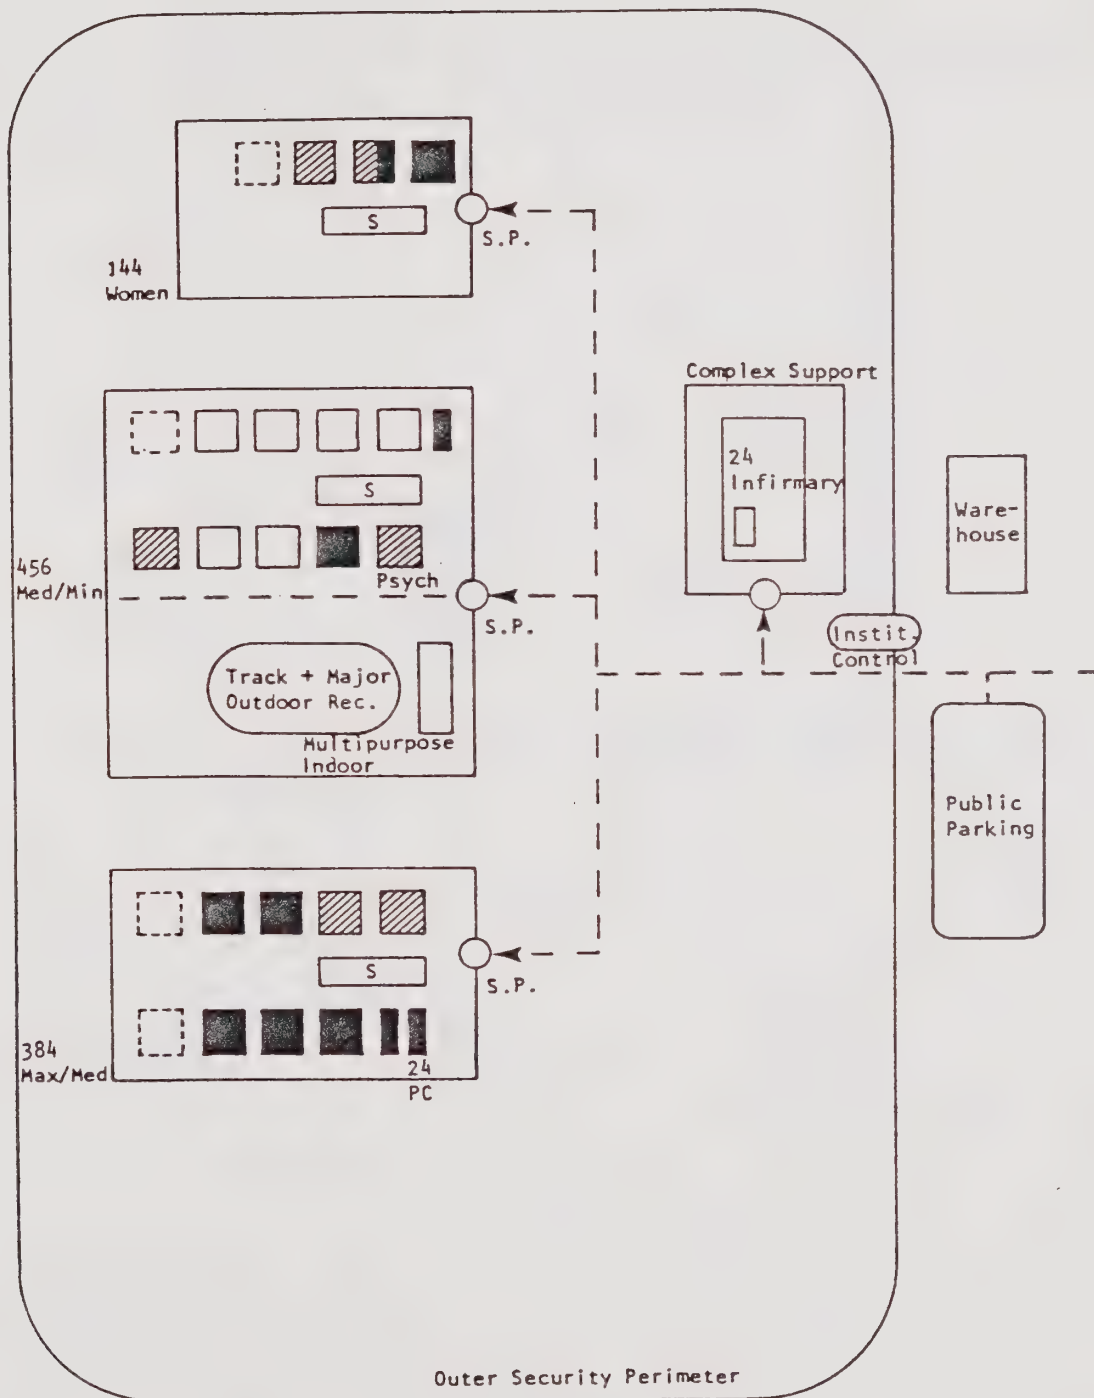 S
S.P.
144
Women
Complex Support
24
Infirmary
Ware-
house
S
456
Med/Min
Psych
S.P.
Instit.
Control
Track + Major
Outdoor Rec.
Multipurpose
Indoor
Public
Parking
S
S.P.
384
Max/Med
24
PC
Outer Security Perimeter